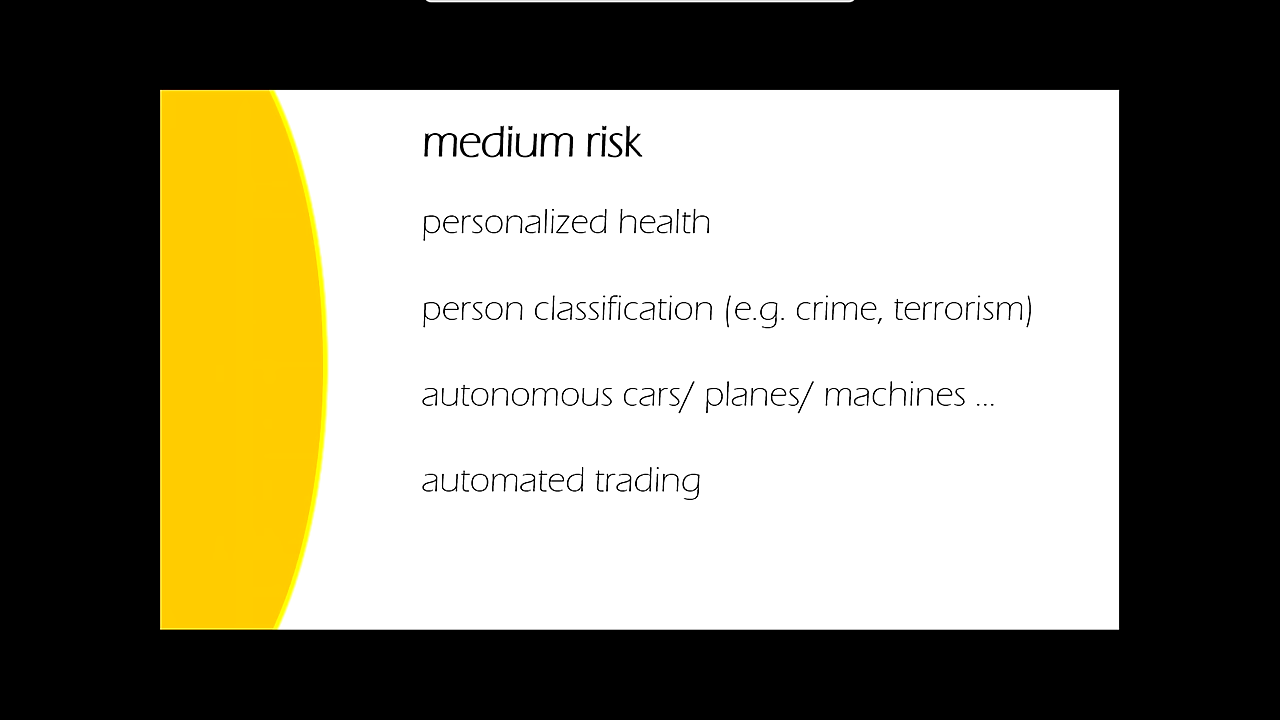 medium risk
personalized health
person classification (e.g. crime, terrorism)
autonomous cars/ planes/ machines ...
automated trading